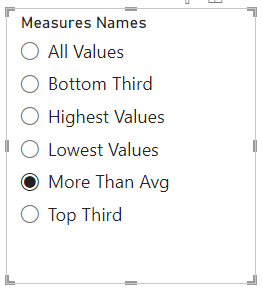 Measures Names
All Values
Bottom Third
Highest Values
Lowest Values
More Than Avg
Top Third